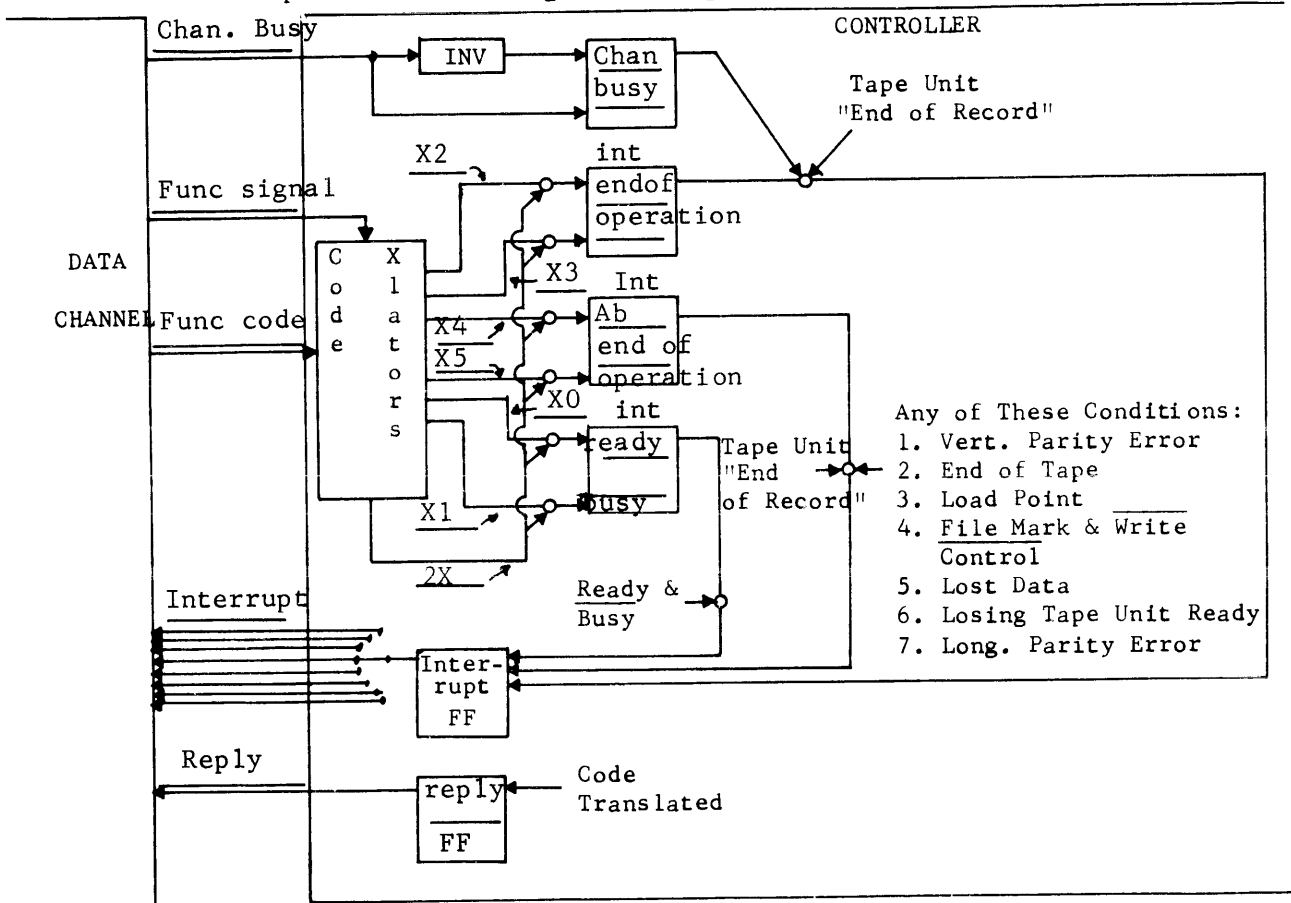 CONTROLLER
Chan. Busy
INV
Chan
busy
Tape Unit
"End of Record"
X2
int
endof
operation
Func signal
DATA
CHANNEL
Func code
Code
Xlators
X3
Int
Ab
end of
operation
X4
X5
X0
int
ready
busy
X1
2X
Tape Unit
"End
of Record"
Any of These Conditions:
1. Vert. Parity Error
2. End of Tape
3. Load Point
4. File Mark & Write
Control
5. Lost Data
6. Losing Tape Unit Ready
7. Long. Parity Error
Ready &
Busy
Interrupt
Inter-
rupt
FF
Reply
reply
FF
Code
Translated